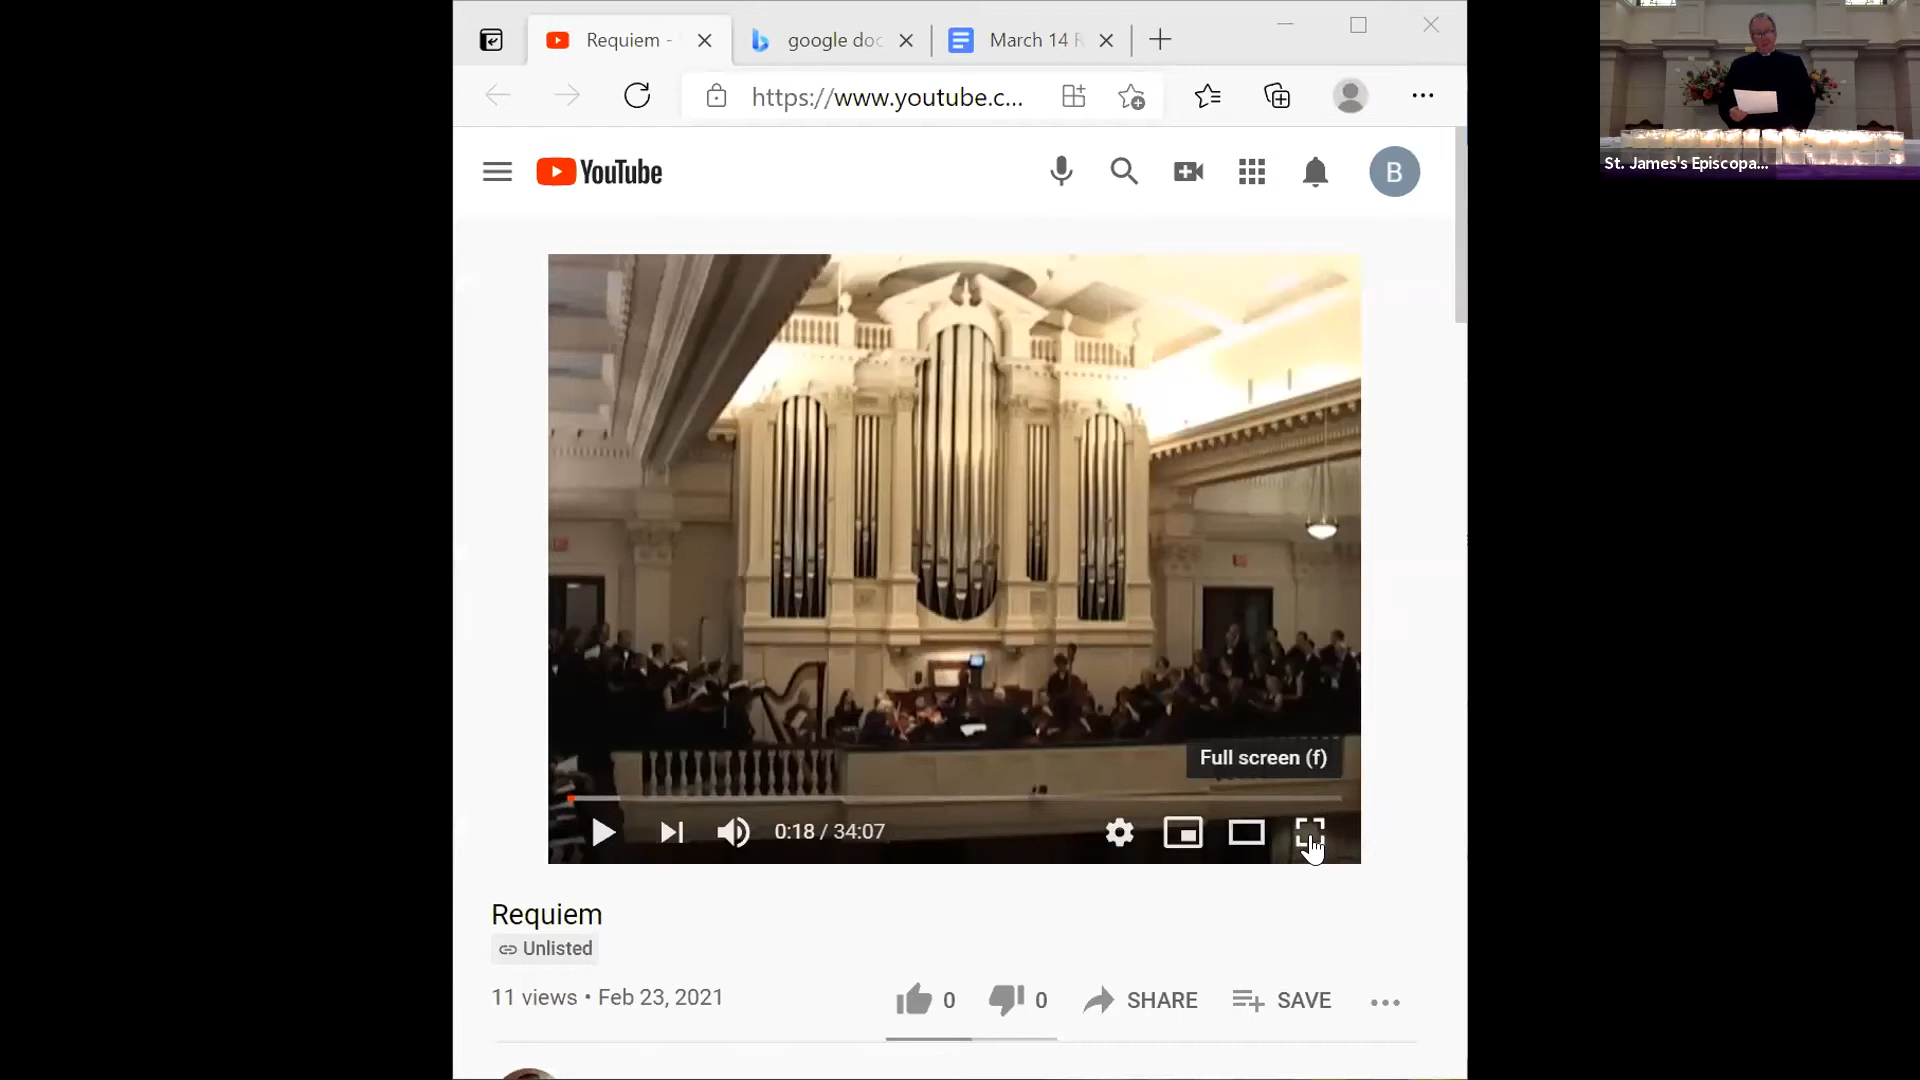 Requiem -
google doc
March 14 R
https://www.youtube.c...
YouTube
B
St. James's Episcopa...
Full screen (f)
0:18 / 34:07
Requiem
Unlisted
11 views • Feb 23, 2021
0
0
SHARE
SAVE